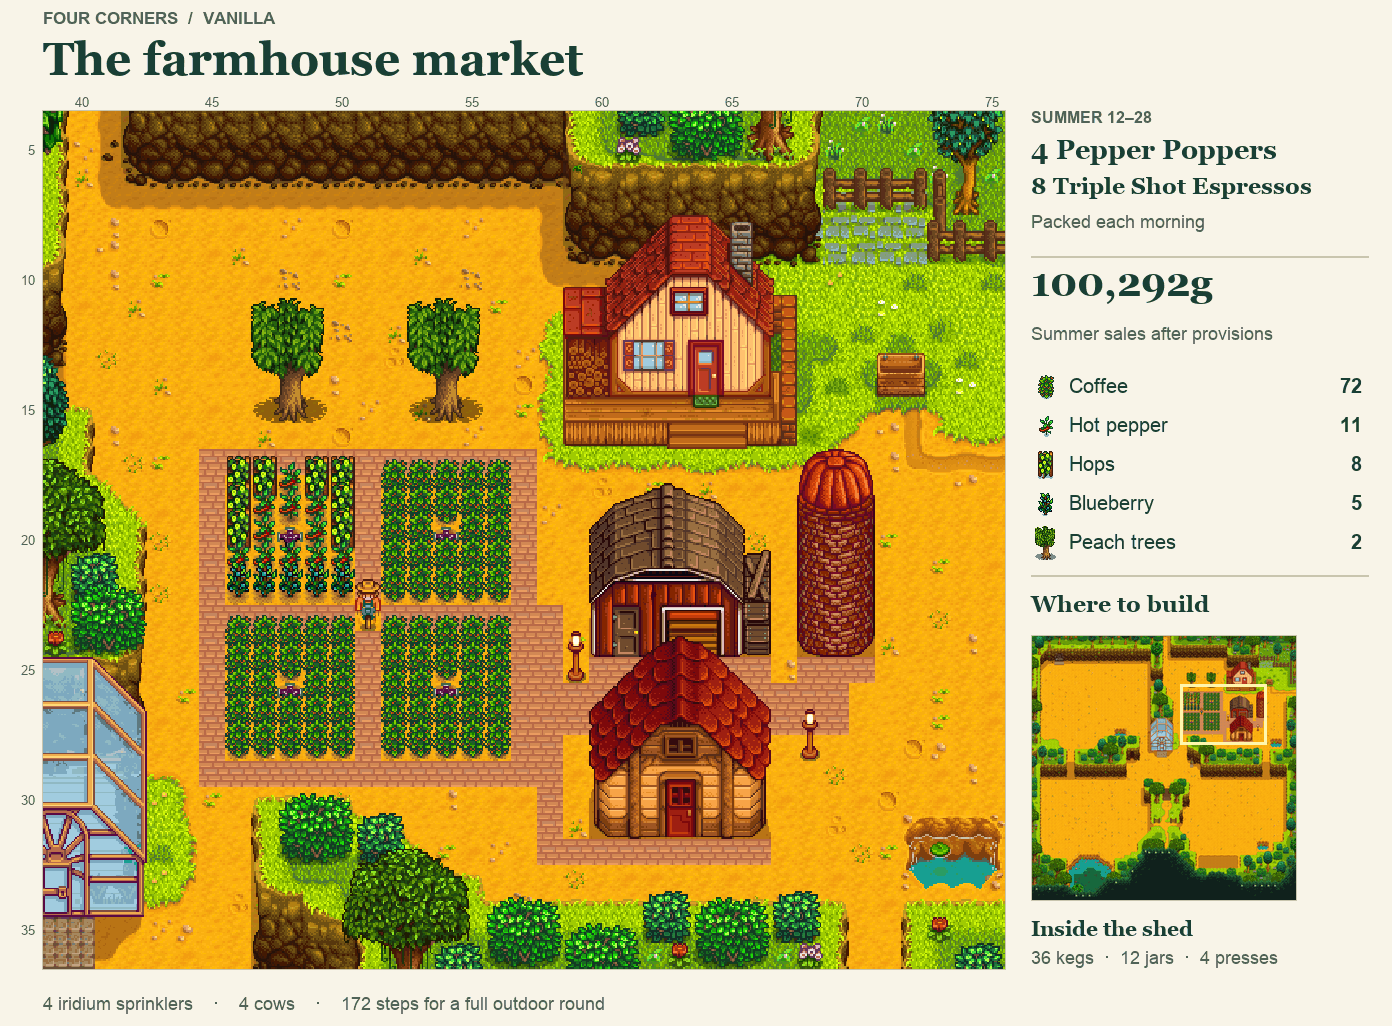 FOUR CORNERS / VANILLA
The farmhouse market
40 45 50 55 60 65 70 75
5
10
15
20
25
30
35
SUMMER 12–28
4 Pepper Poppers
8 Triple Shot Espressos
Packed each morning
100,292g
Summer sales after provisions
Coffee 72
Hot pepper 11
Hops 8
Blueberry 5
Peach trees 2
Where to build
Inside the shed
36 kegs · 12 jars · 4 presses
4 iridium sprinklers · 4 cows · 172 steps for a full outdoor round